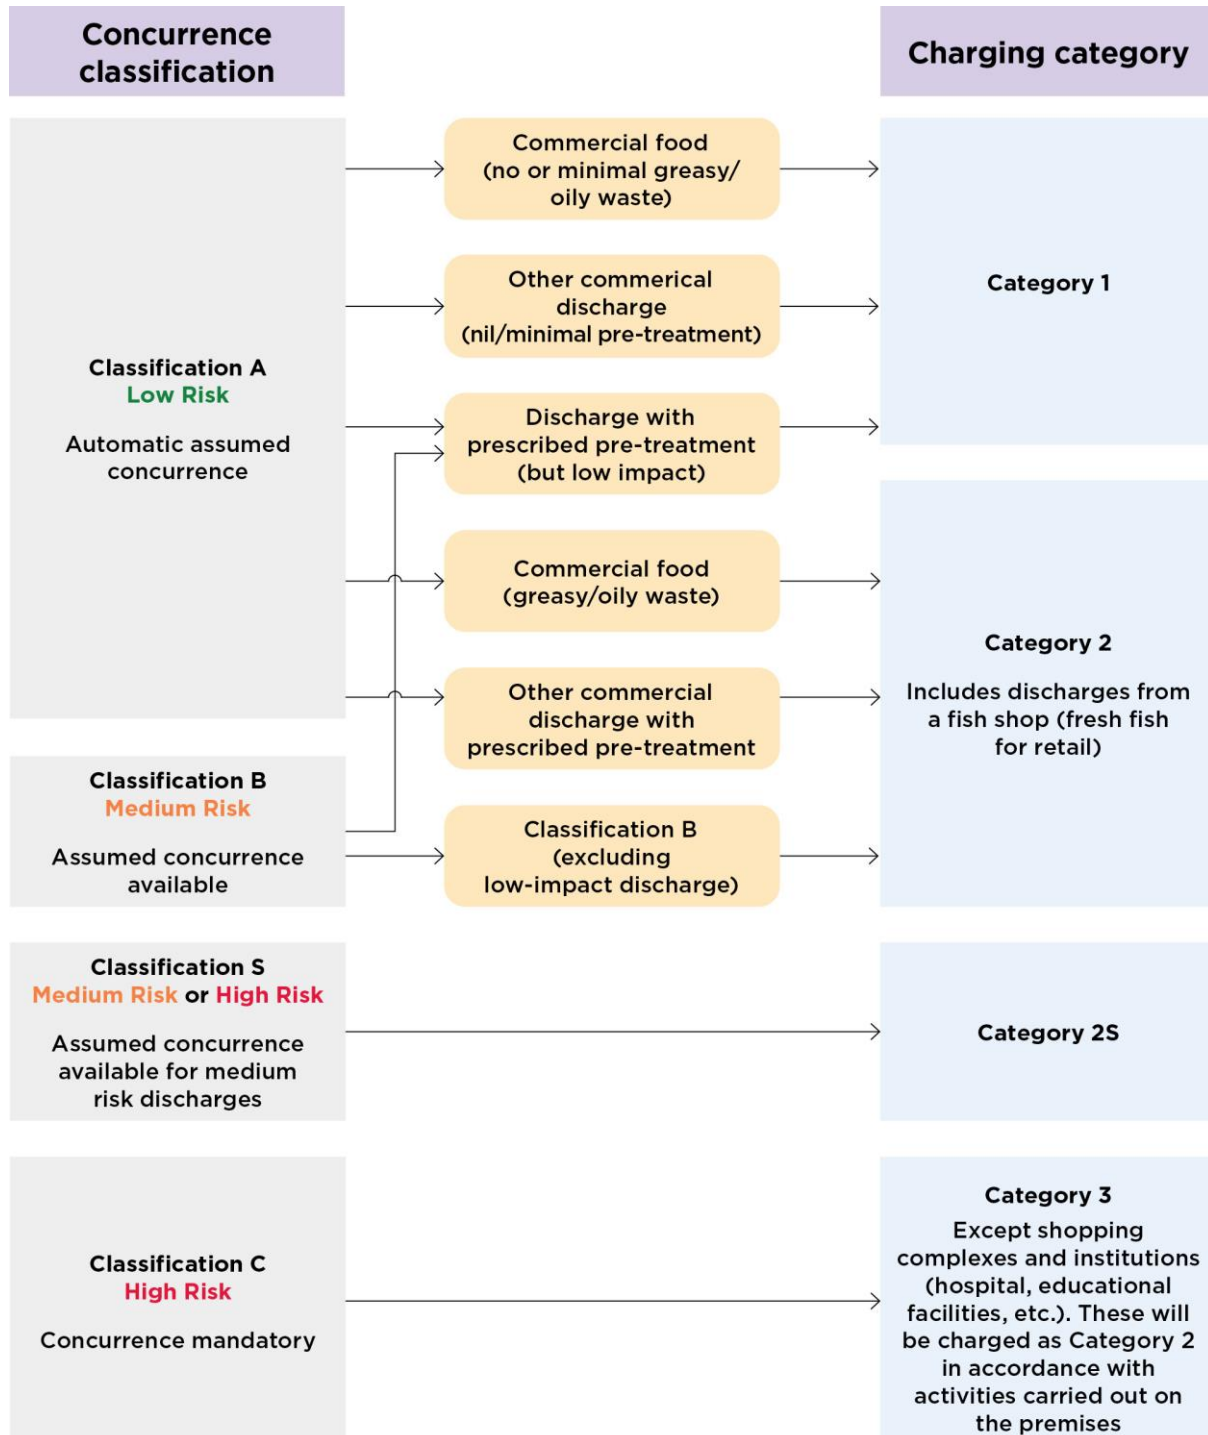 Concurrence
classification
Charging category
Classification A
Low Risk
Automatic assumed
concurrence
Commercial food
(no or minimal greasy/
oily waste)
Other commerical
discharge
(nil/minimal pre-treatment)
Discharge with
prescribed pre-treatment
(but low impact)
Commercial food
(greasy/oily waste)
Other commercial
discharge with
prescribed pre-treatment
Category 1
Category 2
Includes discharges from
a fish shop (fresh fish
for retail)
Classification B
Medium Risk
Assumed concurrence
available
Classification B
(excluding
low-impact discharge)
Classification S
Medium Risk or High Risk
Assumed concurrence
available for medium
risk discharges
Category 2S
Classification C
High Risk
Concurrence mandatory
Category 3
Except shopping
complexes and institutions
(hospital, educational
facilities, etc.). These will
be charged as Category 2
in accordance with
activities carried out on
the premises